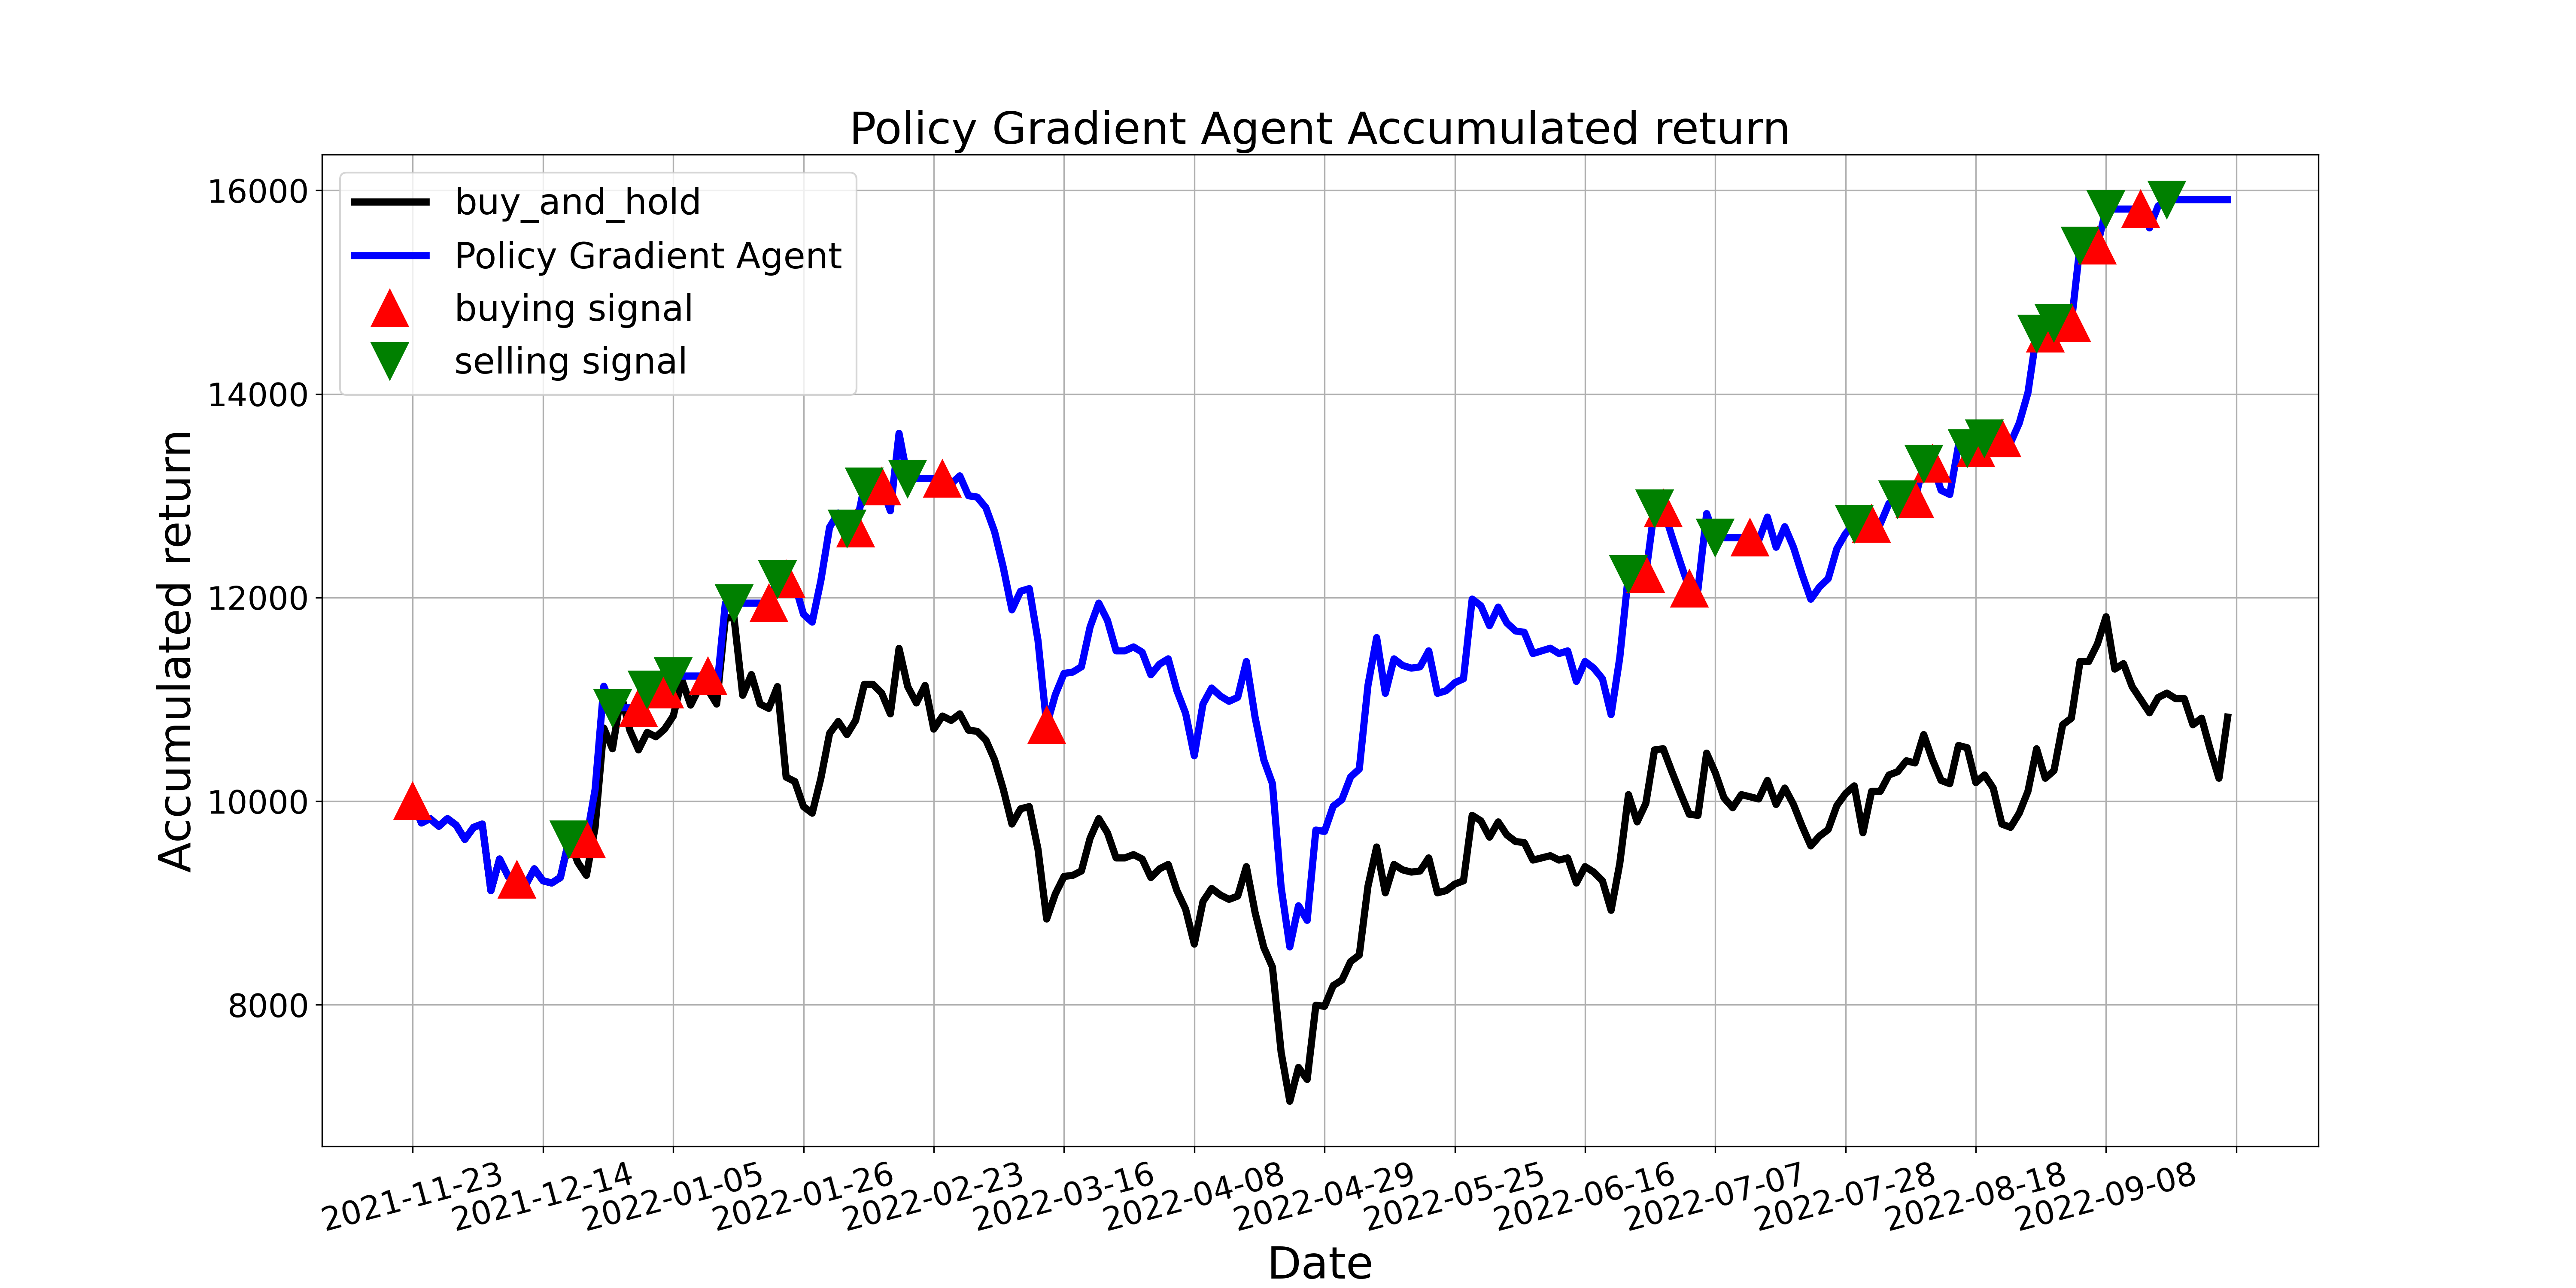 Policy Gradient Agent Accumulated return
buy_and_hold
Policy Gradient Agent
buying signal
selling signal
Accumulated return
16000
14000
12000
10000
8000
2021-11-23
2021-12-14
2022-01-05
2022-01-26
2022-02-23
2022-03-16
2022-04-08
2022-04-29
2022-05-25
2022-06-16
2022-07-07
2022-07-28
2022-08-18
2022-09-08
Date